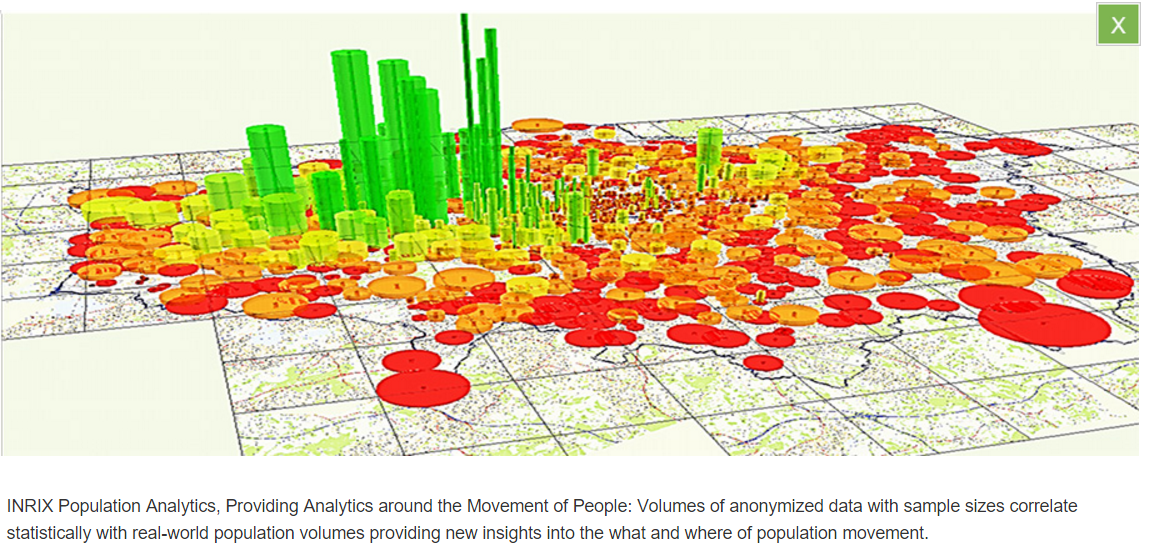 X
INRIX Population Analytics, Providing Analytics around the Movement of People: Volumes of anonymized data with sample sizes correlate
statistically with real-world population volumes providing new insights into the what and where of population movement.